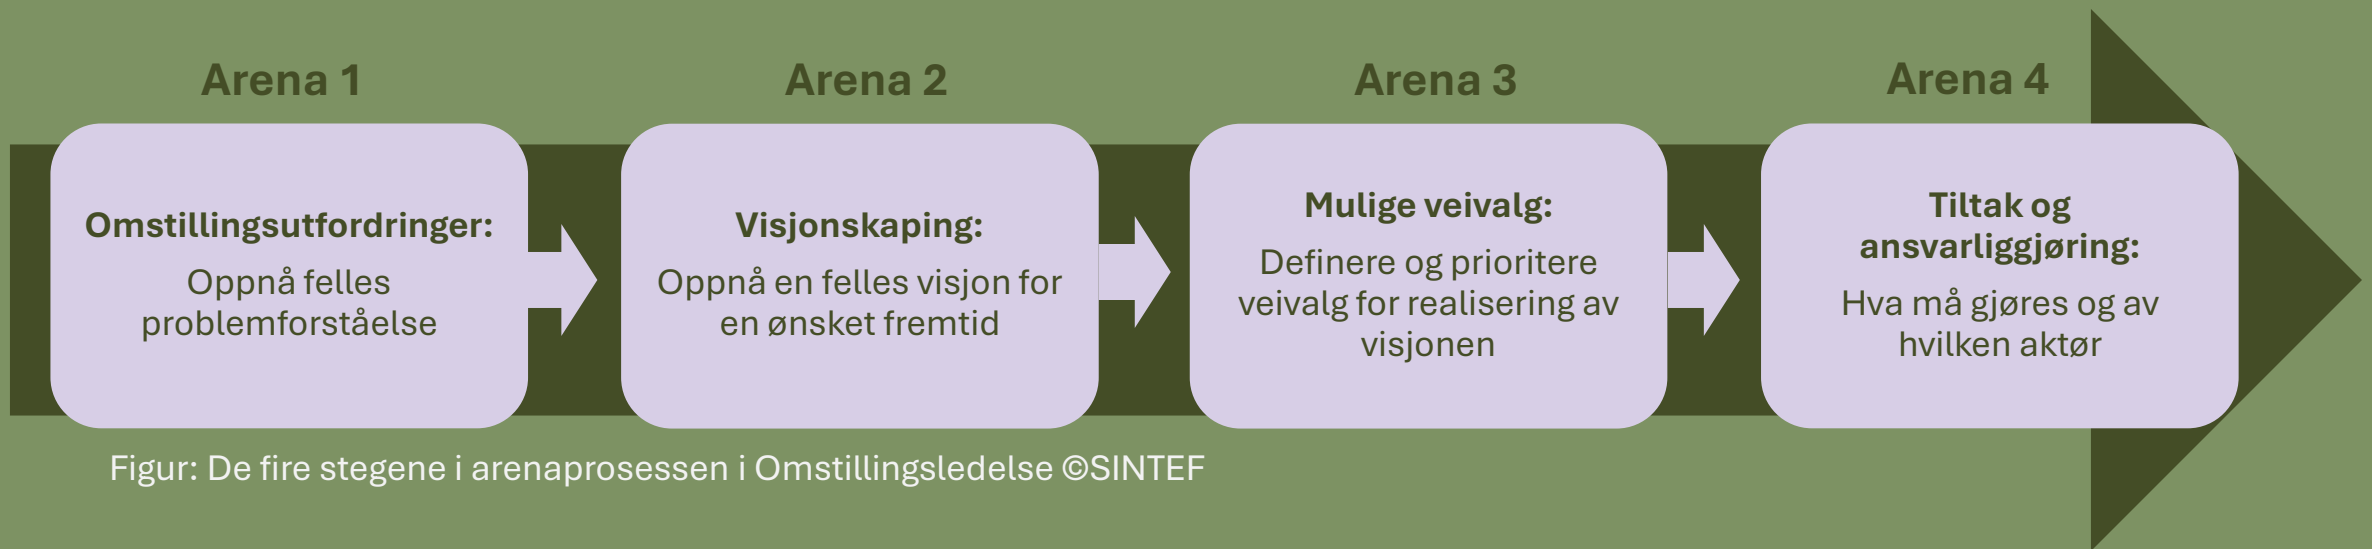 Arena 1
Omstillingsutfordringer:
Oppnå felles
problemforståelse
Arena 2
Visjonskaping:
Oppnå en felles visjon for
en ønsket fremtid
Arena 3
Mulige veivalg:
Definere og prioritere
veivalg for realisering av
visjonen
Arena 4
Tiltak og
ansvarliggjøring:
Hva må gjøres og av
hvilken aktør
Figur: De fire stegene i arenaprosessen i Omstillingsledelse ©SINTEF